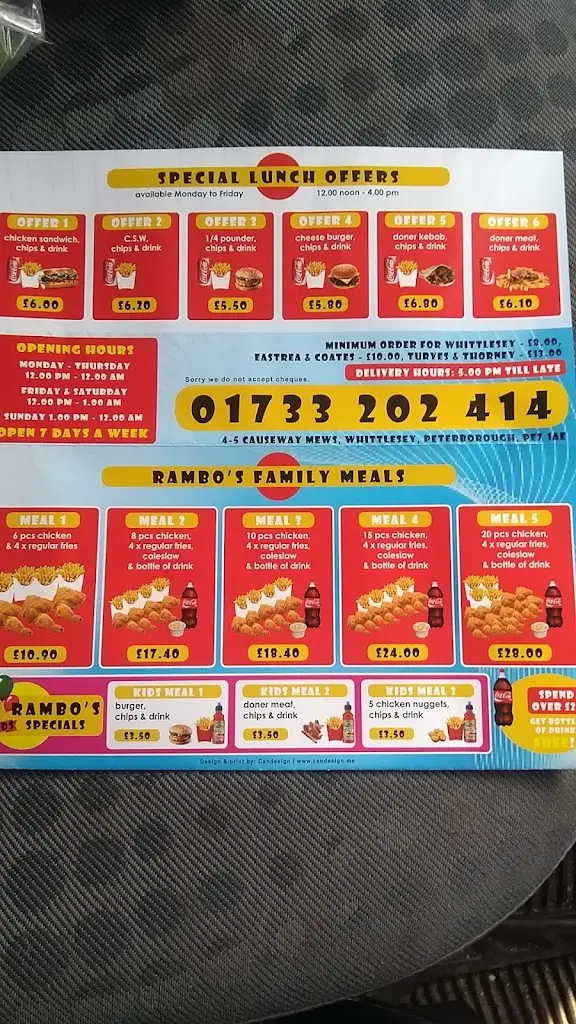 SPECIAL LUNCH OFFERS
available Monday to Friday 12.00 noon - 4.00 pm
OFFER 1
chicken sandwich,
chips & drink
£6.00
OFFER 2
C.S.W.
chips & drink
£6.20
OFFER 3
1/4 pounder,
chips & drink
£5.50
OFFER 4
cheese burger,
chips & drink
£5.80
OFFER 5
doner kebab,
chips & drink
£6.80
OFFER 6
doner meat,
chips & drink
£6.10
OPENING HOURS
MONDAY - THURSDAY
12.00 PM - 12.00 AM
FRIDAY & SATURDAY
12.00 PM - 1.00 AM
SUNDAY 1.00 PM - 12.00 AM
OPEN 7 DAYS A WEEK
MINIMUM ORDER FOR WHITTLESEY - £8.00,
EASTREA & COATES - £10.00, TURVES & THORNEY - £13.00
DELIVERY HOURS: 5.00 PM TILL LATE
Sorry we do not accept cheques.
01733 202 414
4-5 CAUSEWAY MEWS, WHITTLESEY, PETERBOROUGH, PE7 1AE
RAMBO'S FAMILY MEALS
MEAL 1
6 pcs chicken
& 4 x regular fries
£10.90
MEAL 2
8 pcs chicken,
4 x regular fries,
coleslaw
& bottle of drink
£17.40
MEAL 3
10 pcs chicken,
4 x regular fries,
coleslaw
& bottle of drink
£18.40
MEAL 4
15 pcs chicken,
4 x regular fries,
coleslaw
& bottle of drink
£24.00
MEAL 5
20 pcs chicken,
4 x regular fries,
coleslaw
& bottle of drink
£28.00
RAMBO'S
SPECIALS
KIDS MEAL 1
burger,
chips & drink
£3.50
KIDS MEAL 2
doner meat,
chips & drink
£3.50
KIDS MEAL 3
5 chicken nuggets,
chips & drink
£3.50
SPEND
OVER
GET BOTTLE
OF DRINK
FREE!
Design & print by: Candesign / www.candesign.me